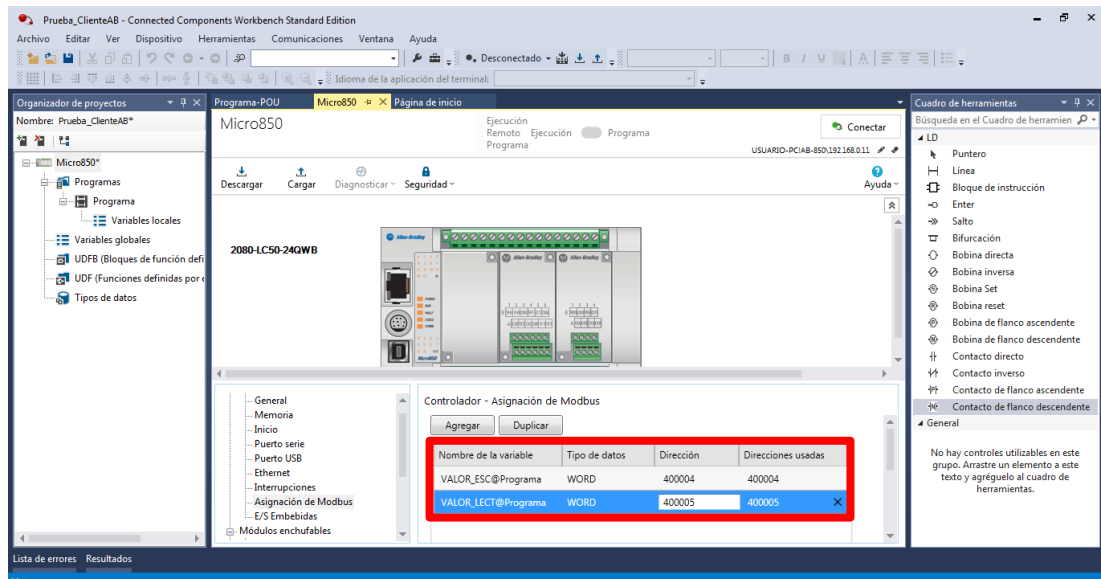 Prueba_ClienteAB - Connected Components Workbench Standard Edition
Archivo Editar Ver Dispositivo Herramientas Comunicaciones Ventana Ayuda
Desconectado
Idioma de la aplicación del terminal:
Organizador de proyectos
Nombre: Prueba_ClienteAB*
Micro850*
Programas
Programa
Variables locales
Variables globales
UDFB (Bloques de función defi
UDF (Funciones definidas por e
Tipos de datos
Programa-POU Micro850 Página de inicio
Micro850
Ejecución
Remoto Ejecución Programa
Programa
Conectar
USUARIO-PC!AB-850\192.168.0.11
Descargar Cargar Diagnosticar Seguridad Ayuda
2080-LC50-24QWB
Allen-Bradley
Allen-Bradley
Allen-Bradley
Micro850
General
Memoria
Inicio
Puerto serie
Puerto USB
Ethernet
Interrupciones
Asignación de Modbus
E/S Embebidas
Módulos enchufables
Controlador - Asignación de Modbus
Agregar Duplicar
Nombre de la variable Tipo de datos Dirección Direcciones usadas
VALOR_ESC@Programa WORD 400004 400004
VALOR_LECT@Programa WORD 400005 400005
Cuadro de herramientas
Búsqueda en el Cuadro de herramien
LD
Puntero
Línea
Bloque de instrucción
Enter
Salto
Bifurcación
Bobina directa
Bobina inversa
Bobina Set
Bobina reset
Bobina de flanco ascendente
Bobina de flanco descendente
Contacto directo
Contacto inverso
Contacto de flanco ascendente
Contacto de flanco descendente
General
No hay controles utilizables en este
grupo. Arrastre un elemento a este
texto y agréguelo al cuadro de
herramientas.
Lista de errores Resultados